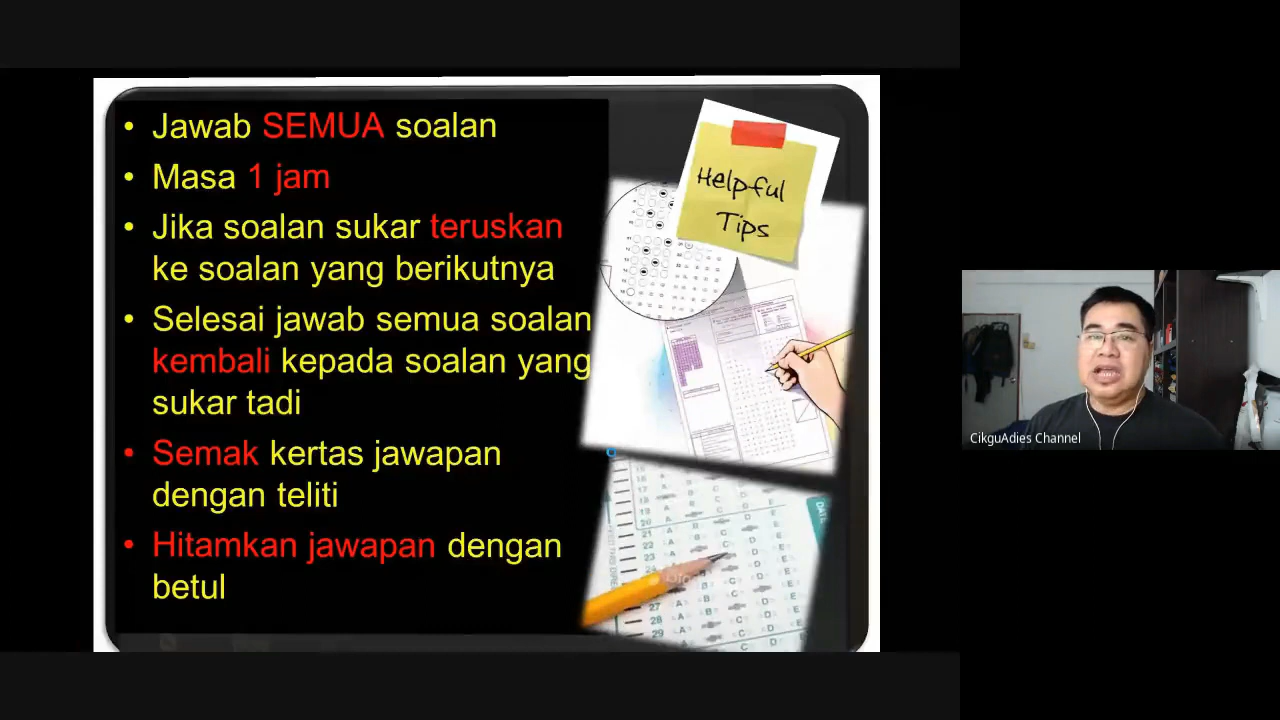 • Jawab SEMUA soalan
• Masa 1 jam
• Jika soalan sukar teruskan
ke soalan yang berikutnya
• Selesai jawab semua soalan
kembali kepada soalan yang
sukar tadi
• Semak kertas jawapan
dengan teliti
• Hitamkan jawapan dengan
betul
Helpful
Tips
CikguAdies Channel